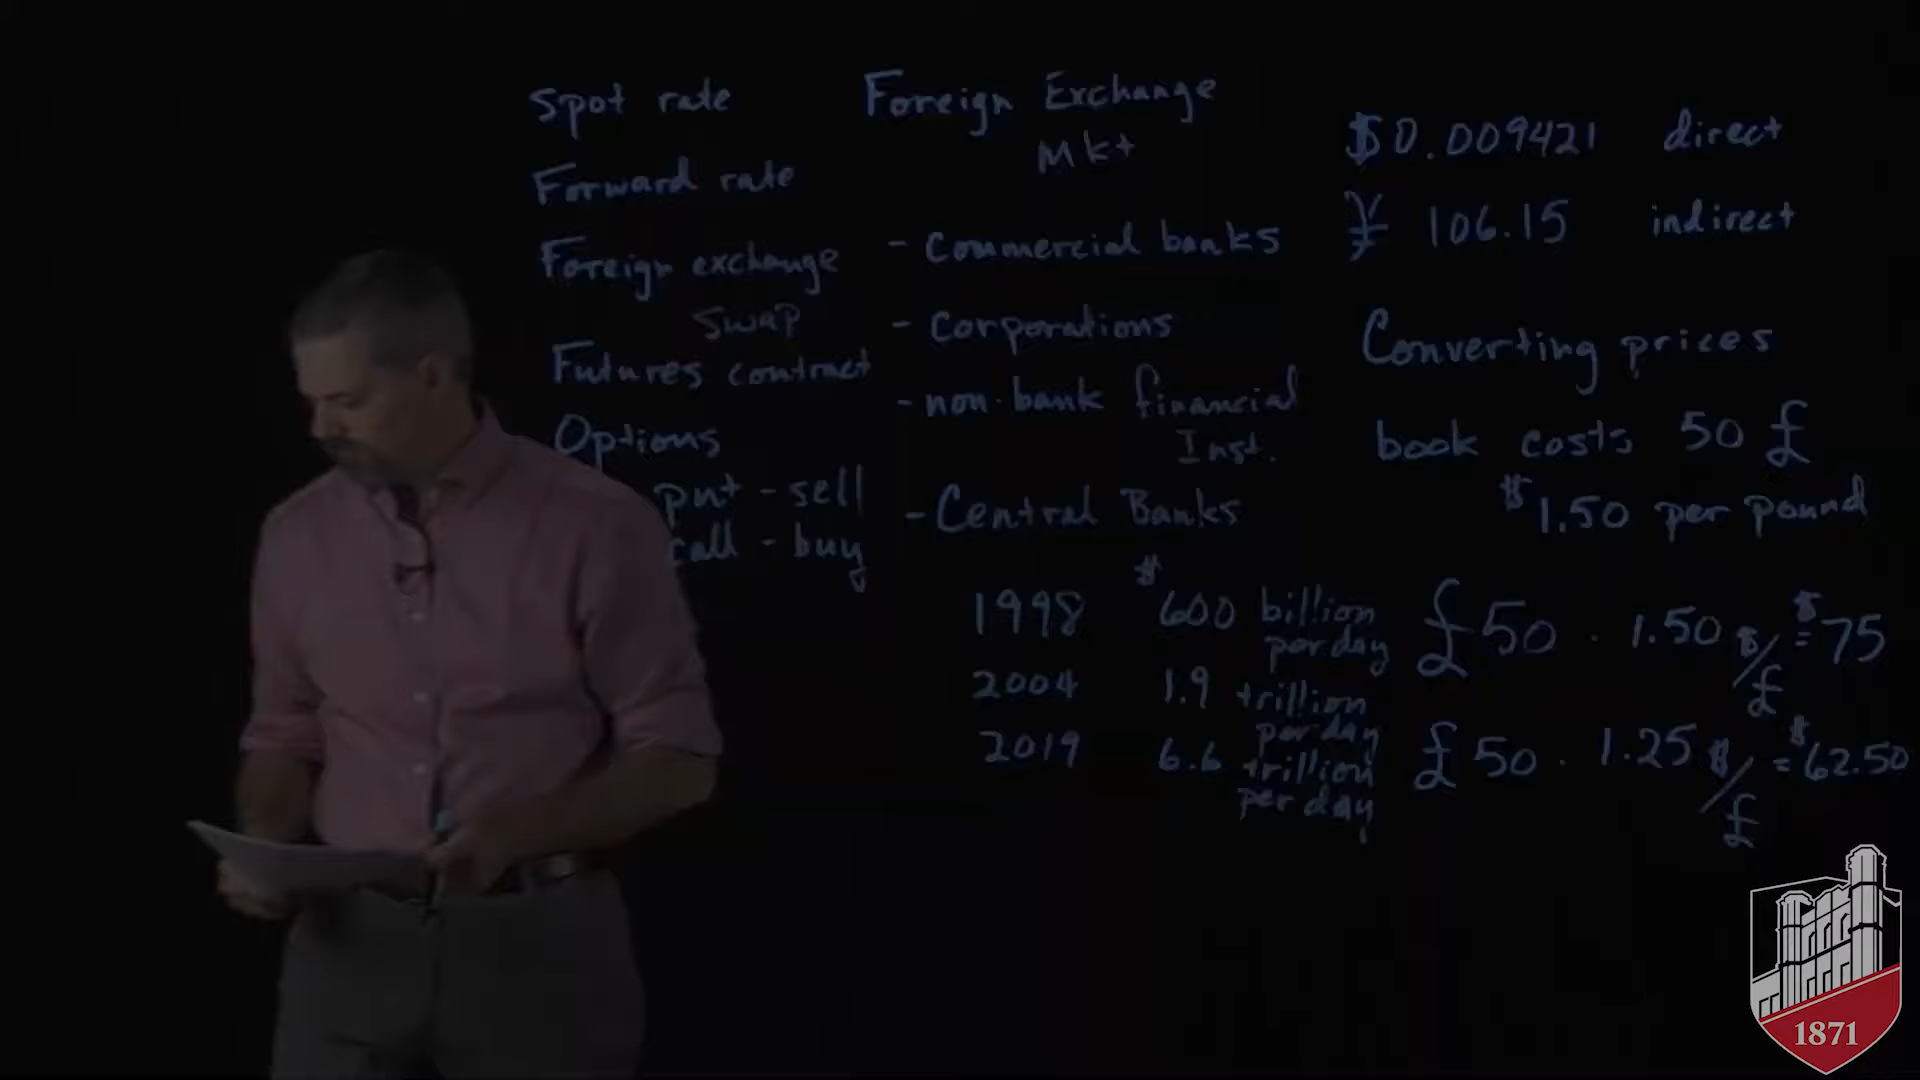 Spot rate
Forward rate
Foreign exchange
Swap
Futures contract
Options
put - sell
call - buy
Foreign Exchange
Mkt
- Commercial banks
- Corporations
- non-bank financial
Inst.
- Central Banks
1998 $600 billion
per day
2004 1.9 trillion
per day
2019 6.6 trillion
per day
$0.009421 direct
¥ 106.15 indirect
Converting prices
book costs 50 £
$1.50 per pound
£50 · 1.50 $/£ = $75
£50 · 1.25 $/£ = $62.50
1871